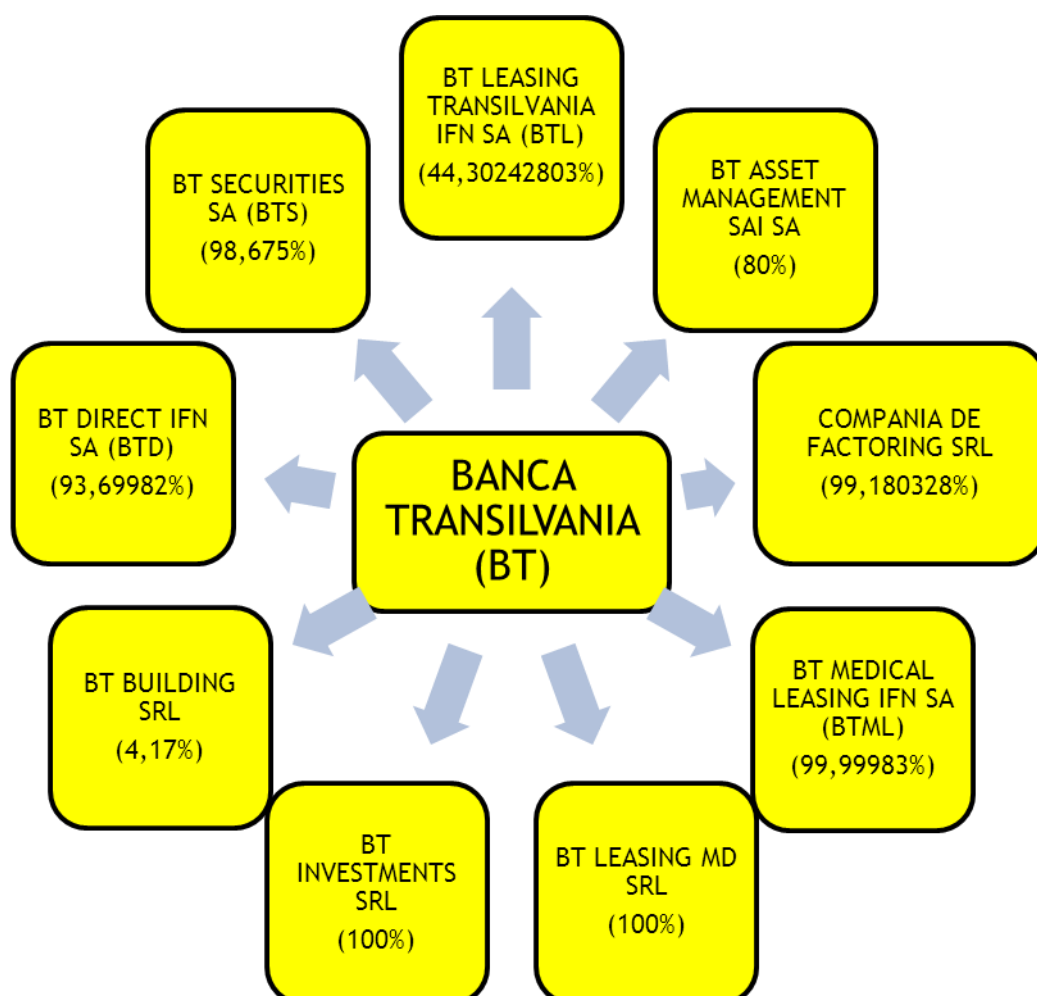 BT LEASING
TRANSILVANIA
IFN SA (BTL)
(44,30242803%)
BT ASSET
MANAGEMENT
SAI SA
(80%)
COMPANIA DE
FACTORING SRL
(99,180328%)
BT MEDICAL
LEASING IFN SA
(BTML)
(99,99983%)
BT LEASING MD
SRL
(100%)
BT
INVESTMENTS
SRL
(100%)
BT BUILDING
SRL
(4,17%)
BT DIRECT IFN
SA (BTD)
(93,69982%)
BT SECURITIES
SA (BTS)
(98,675%)
BANCA
TRANSILVANIA
(BT)